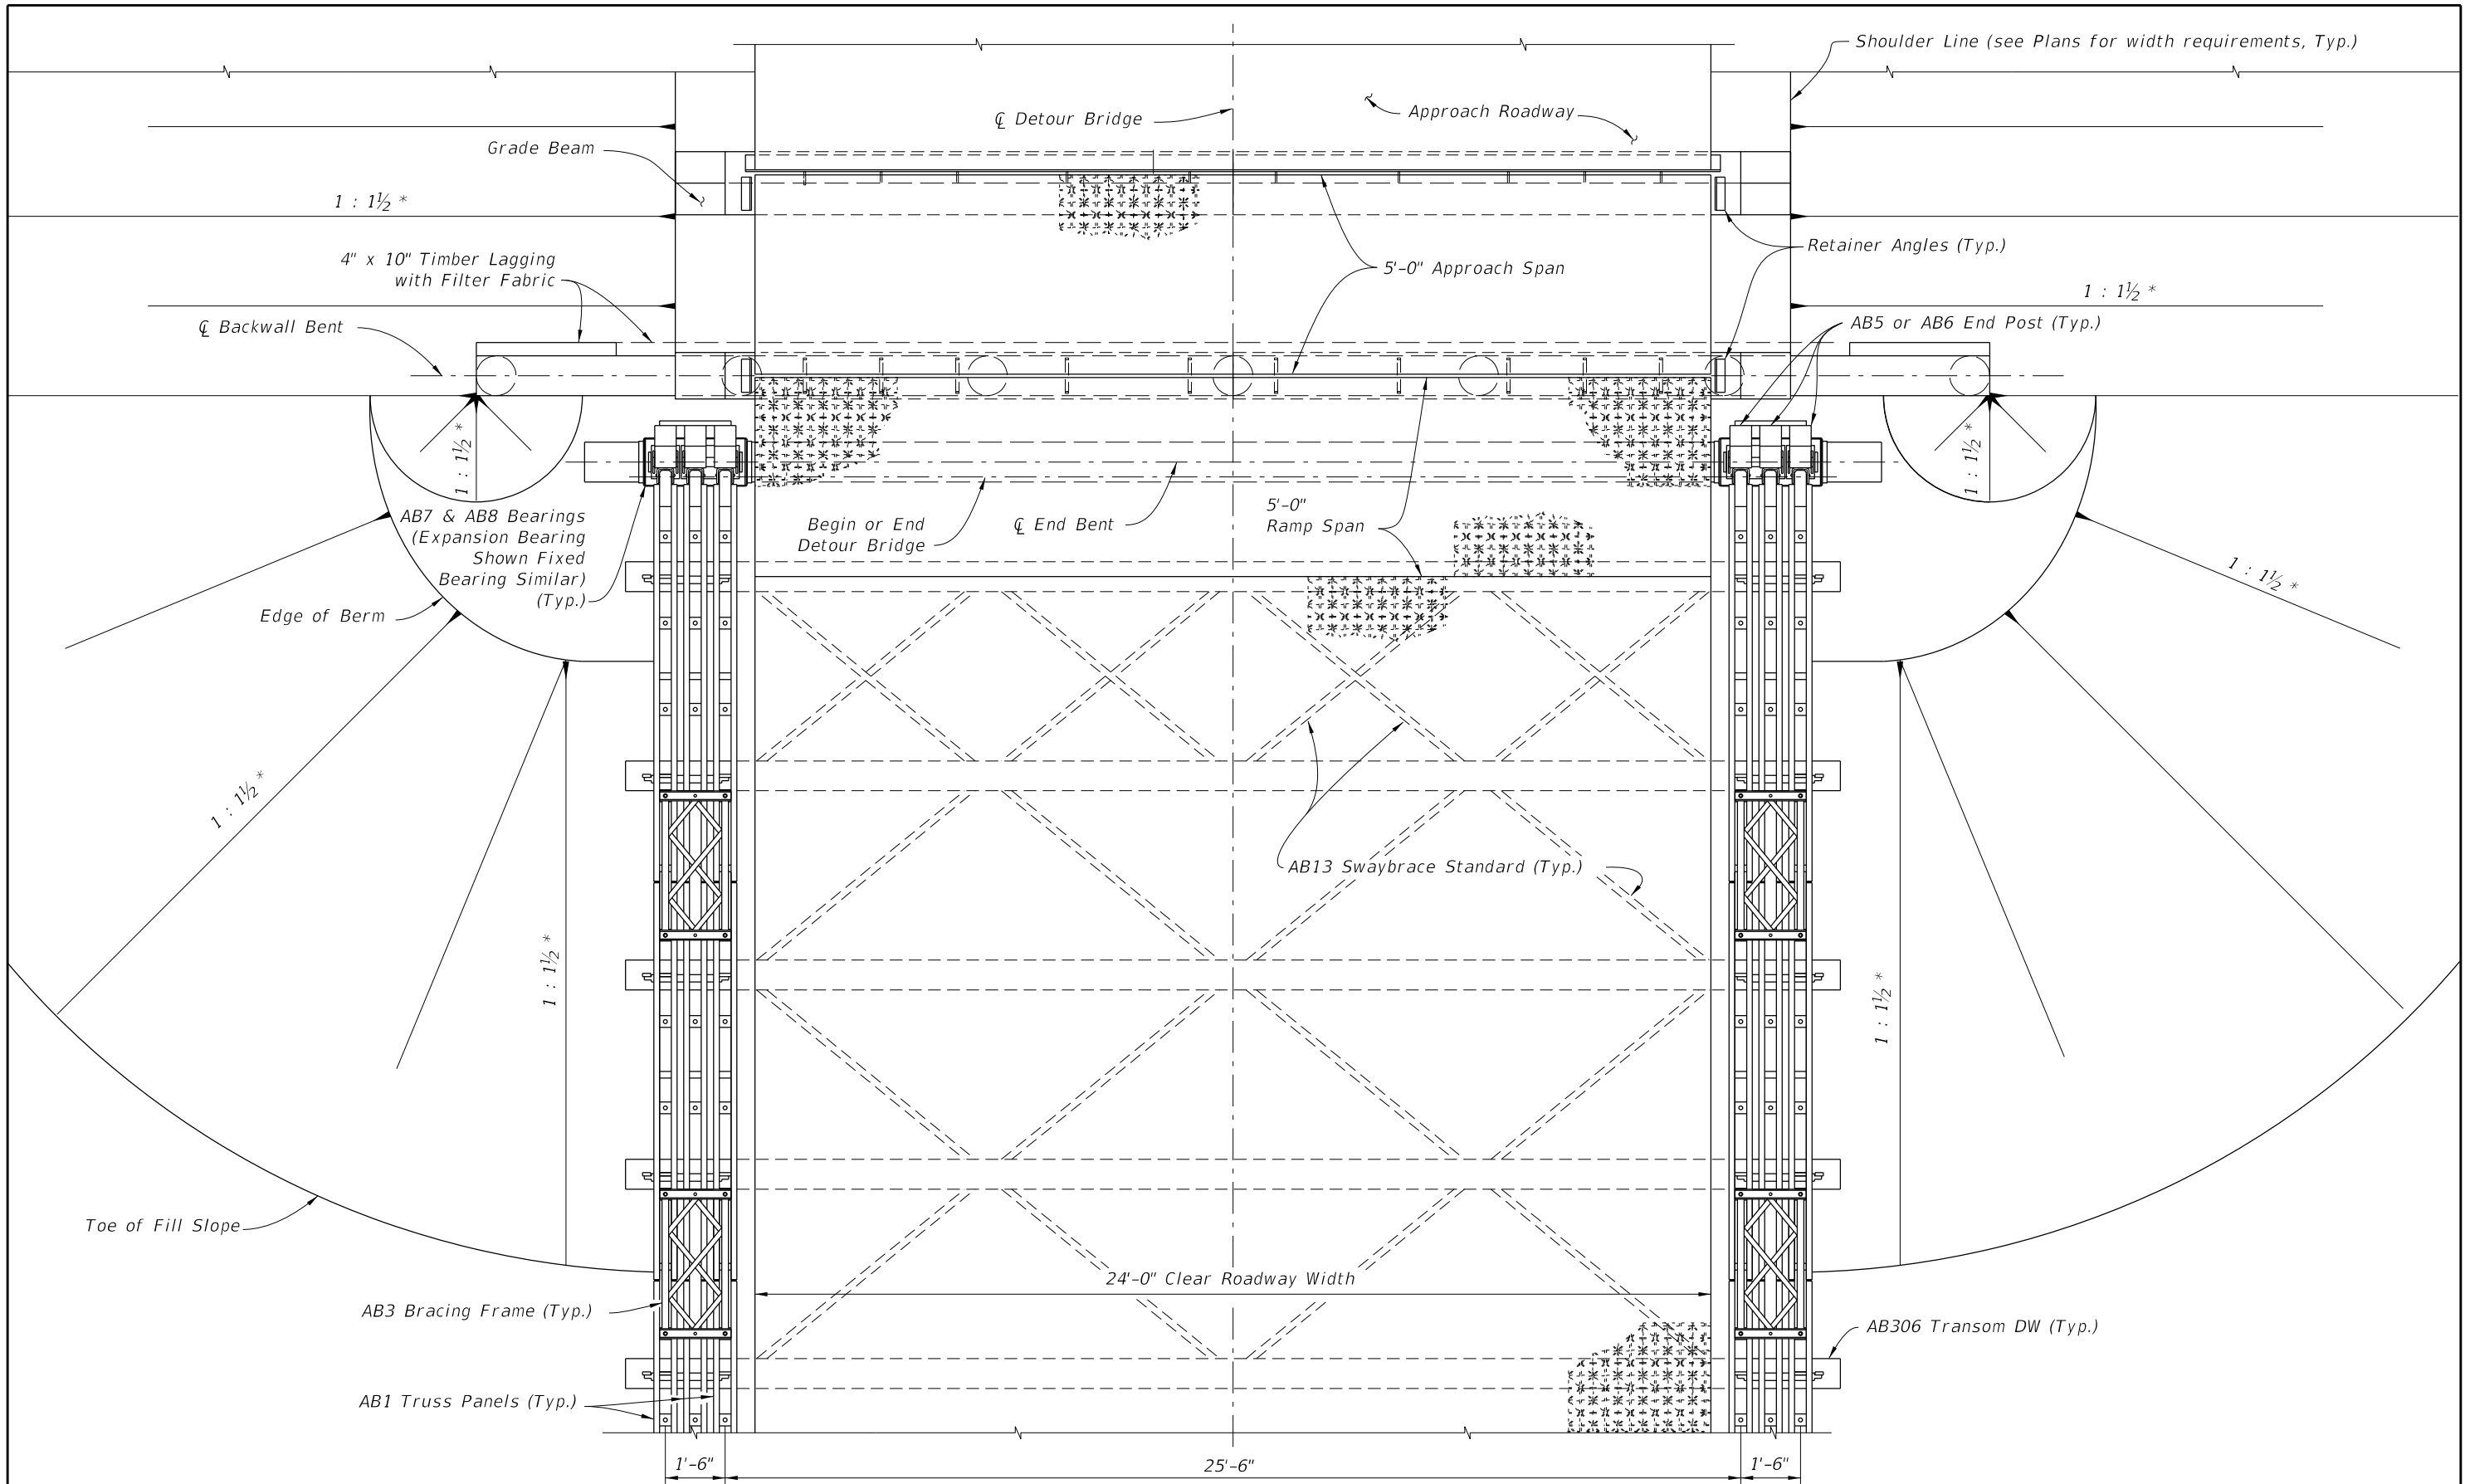 Shoulder Line (see Plans for width requirements, Typ.)
℄ Detour Bridge
Approach Roadway
Grade Beam
1 : 1½ *
Retainer Angles (Typ.)
4" x 10" Timber Lagging
with Filter Fabric
5'-0" Approach Span
1 : 1½ *
℄ Backwall Bent
AB5 or AB6 End Post (Typ.)
1 : 1½ *
1 : 1½ *
AB7 & AB8 Bearings
(Expansion Bearing
Shown Fixed
Bearing Similar)
(Typ.)
Begin or End
Detour Bridge
℄ End Bent
5'-0"
Ramp Span
1 : 1½ *
Edge of Berm
1 : 1½ *
AB13 Swaybrace Standard (Typ.)
1 : 1½ *
1 : 1½ *
Toe of Fill Slope
24'-0" Clear Roadway Width
AB3 Bracing Frame (Typ.)
AB306 Transom DW (Typ.)
AB1 Truss Panels (Typ.)
1'-6"
25'-6"
1'-6"